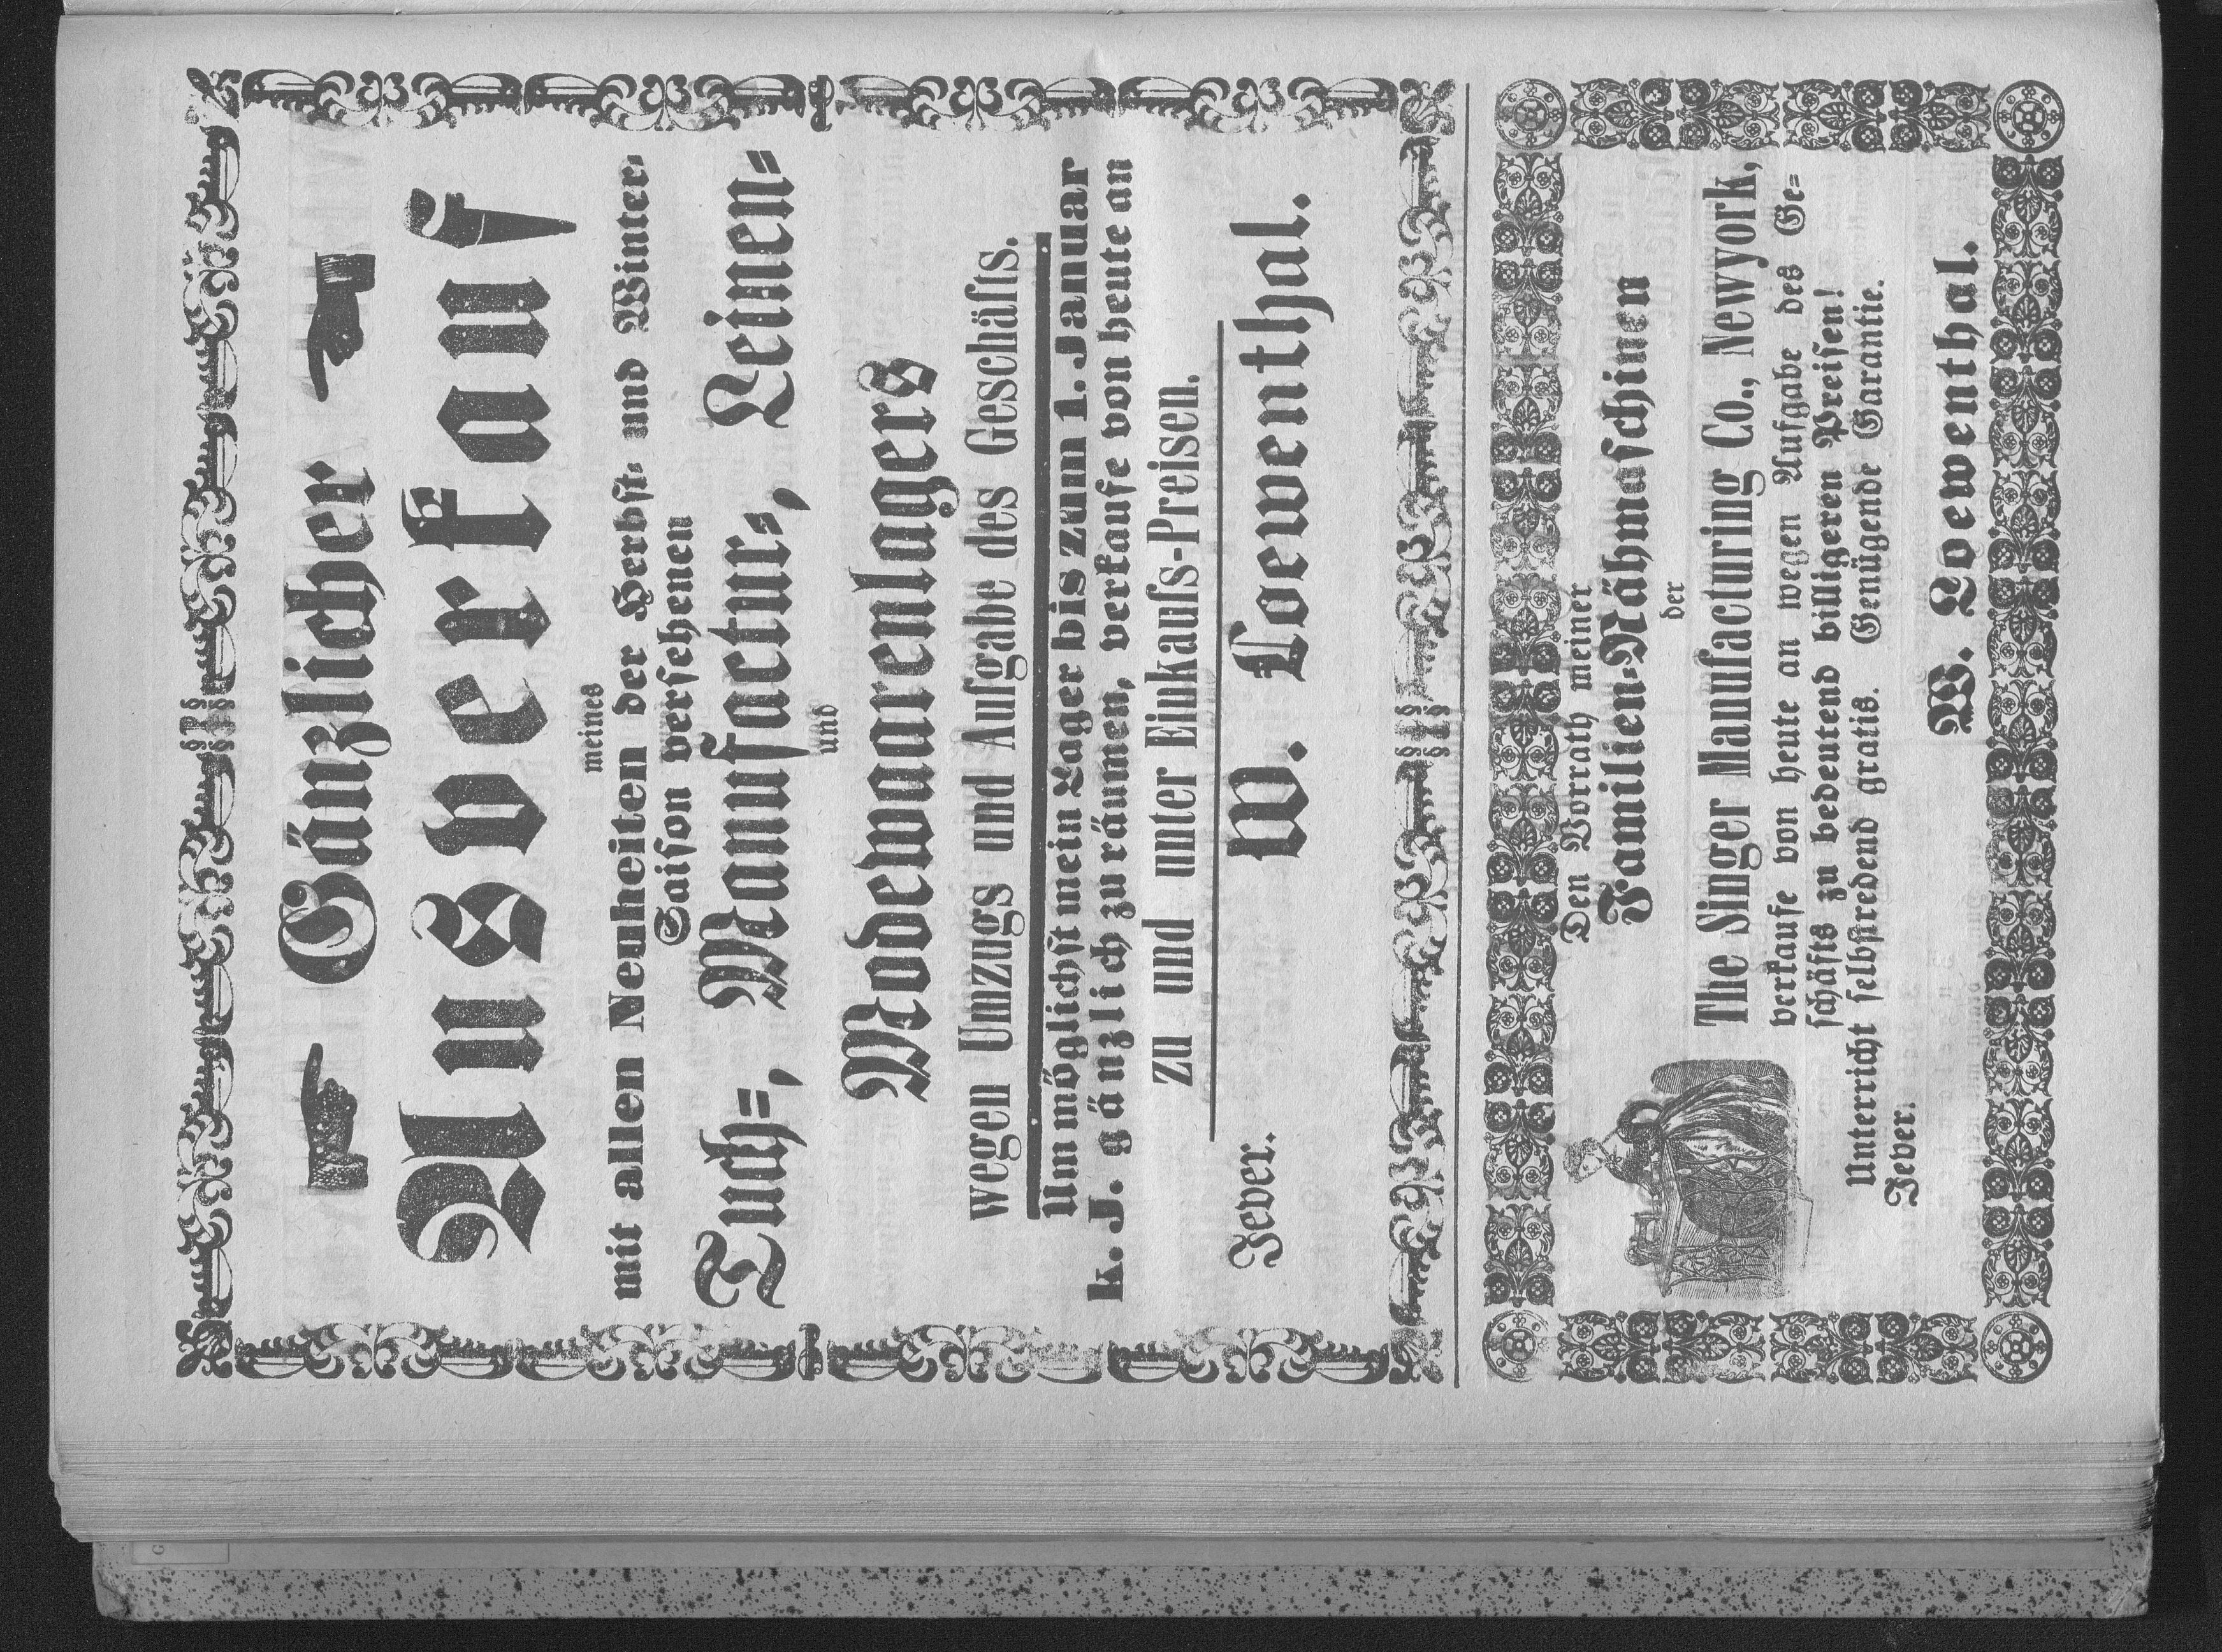 Gänzlicher
Ausverkauf!
meines
mit allen Neuheiten der Herbst- und Winter-
Saison versehenen
Tuch-, Manufactur-, Leinen-
und
Modewaarenlagers
wegen Umzugs und Aufgabe des Geschäfts.
Um möglichst mein Lager bis zum 1. Januar
k. J. gänzlich zu räumen, verkaufe von heute an
zu und unter Einkaufs-Preisen.
Jever. W. Loewenthal.
Den Vorrath meiner
Familien-Nähmaschinen
der
The Singer Manufacturing Co., Newyork,
verkaufe von heute an wegen Aufgabe des Ge-
schäfts zu bedeutend billigeren Preisen!
Unterricht selbstredend gratis. Genügende Garantie.
Jever.
W. Loewenthal.